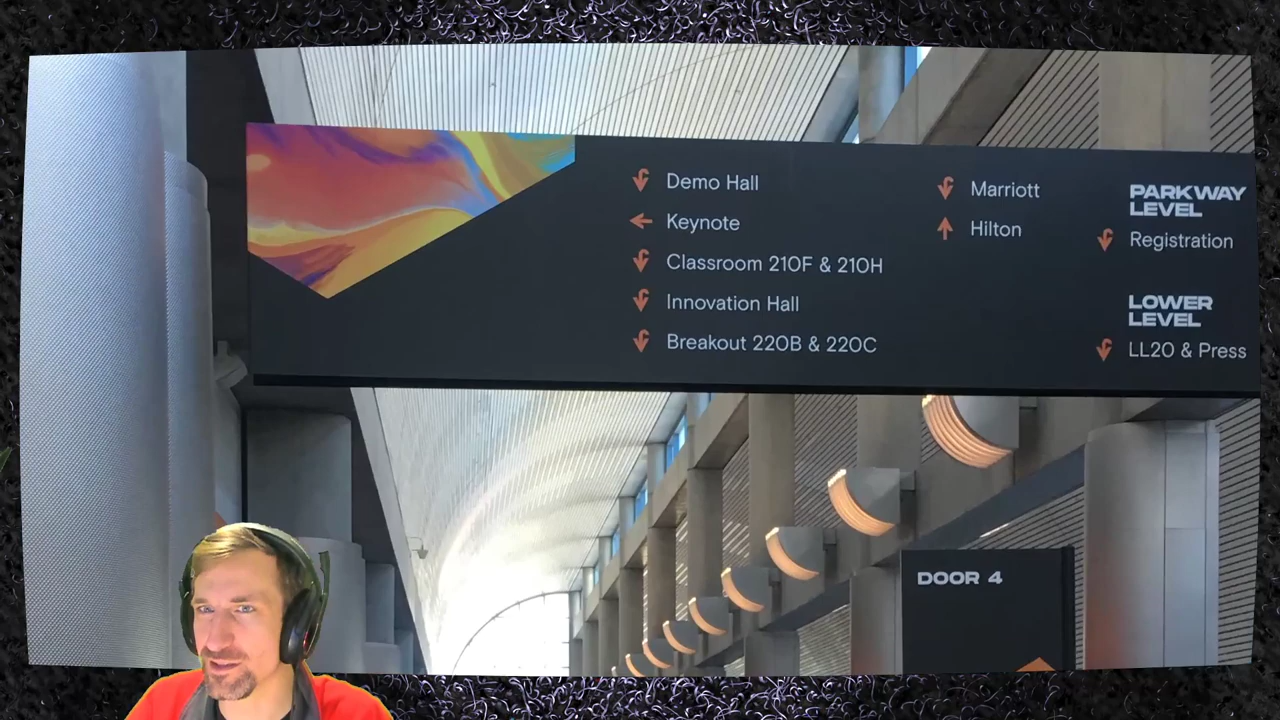 Demo Hall
Keynote
Classroom 210F & 210H
Innovation Hall
Breakout 220B & 220C
Marriott
Hilton
PARKWAY
LEVEL
Registration
LOWER
LEVEL
LL20 & Press
DOOR 4